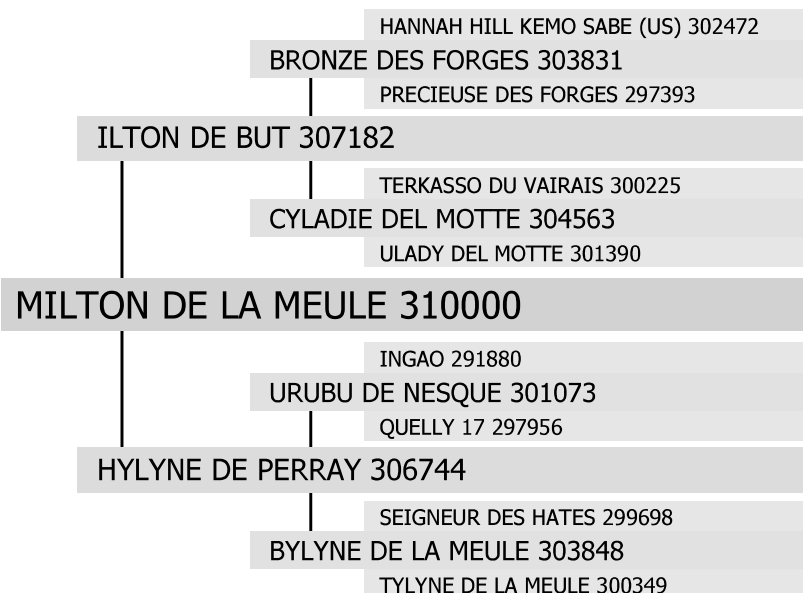 HANNAH HILL KEMO SABE (US) 302472
BRONZE DES FORGES 303831
PRECIEUSE DES FORGES 297393
ILTON DE BUT 307182
TERKASSO DU VAIRAIS 300225
CYLADIE DEL MOTTE 304563
ULADY DEL MOTTE 301390
MILTON DE LA MEULE 310000
INGAO 291880
URUBU DE NESQUE 301073
QUELLY 17 297956
HYLYNE DE PERRAY 306744
SEIGNEUR DES HATES 299698
BYLYNE DE LA MEULE 303848
TYLYNE DE LA MEULE 300349